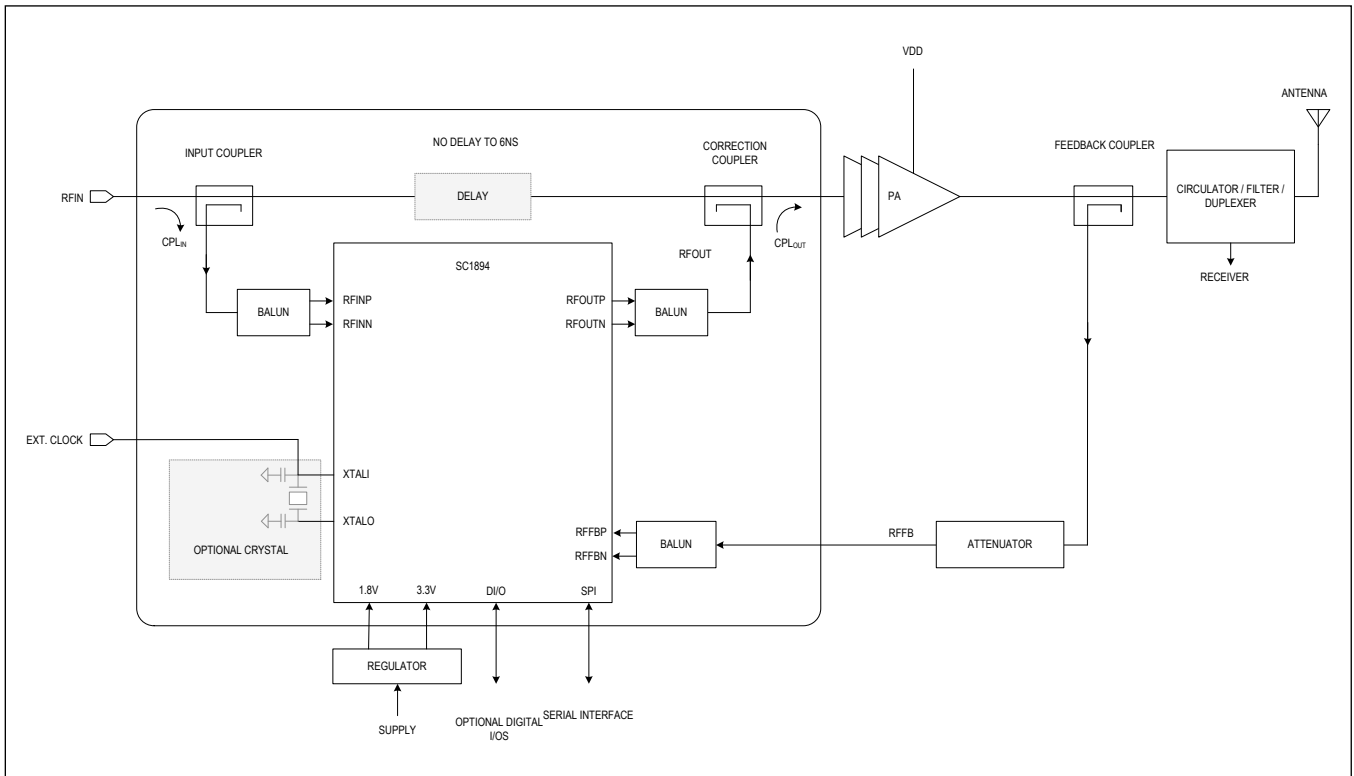 VDD
ANTENNA
NO DELAY TO 6NS
CORRECTION
COUPLER
INPUT COUPLER
FEEDBACK COUPLER
RFIN
DELAY
PA
CIRCULATOR / FILTER /
DUPLEXER
CPLIN
CPLOUT
RFOUT
SC1894
RECEIVER
BALUN
RFINP
RFINN
RFOUTP
RFOUTN
BALUN
EXT. CLOCK
XTALI
XTALO
OPTIONAL CRYSTAL
RFFBP
RFFBN
BALUN
RFFB
ATTENUATOR
1.8V
3.3V
DI/O
SPI
REGULATOR
SUPPLY
OPTIONAL DIGITAL
I/OS
SERIAL INTERFACE